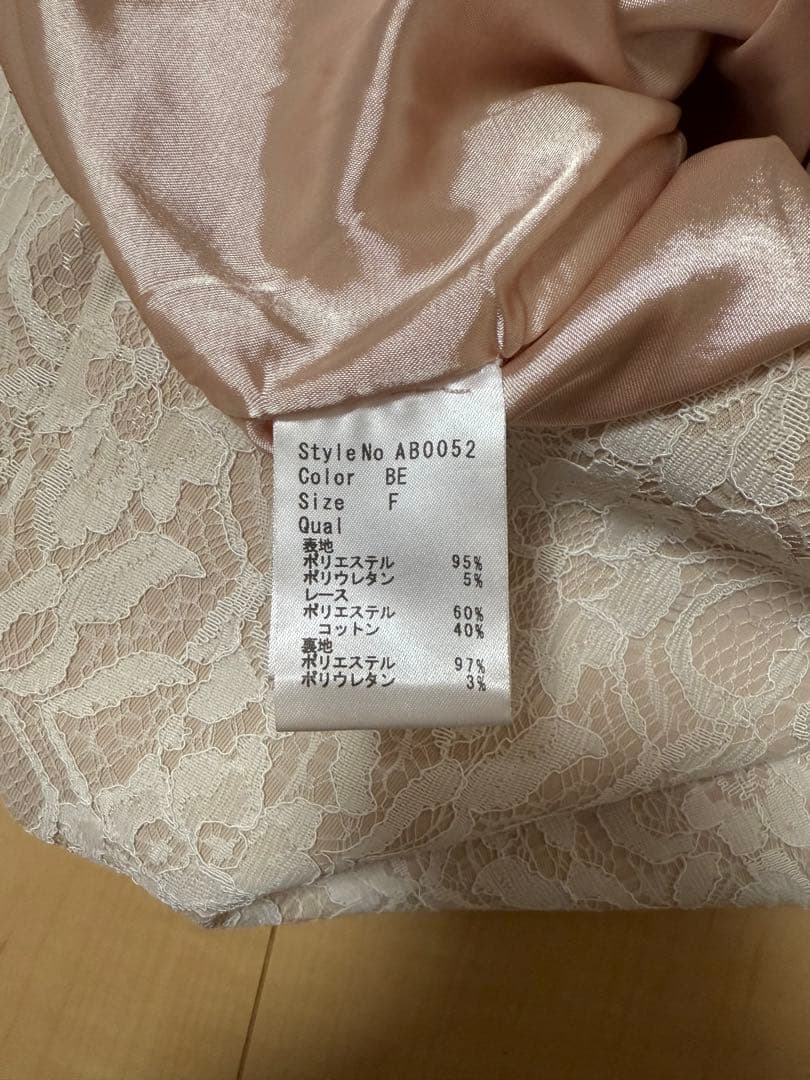 StyleNo AB0052
Color BE
Size F
Qual
表地
ポリエステル 95%
ポリウレタン 5%
レース
ポリエステル 60%
コットン 40%
裏地
ポリエステル 97%
ポリウレタン 3%